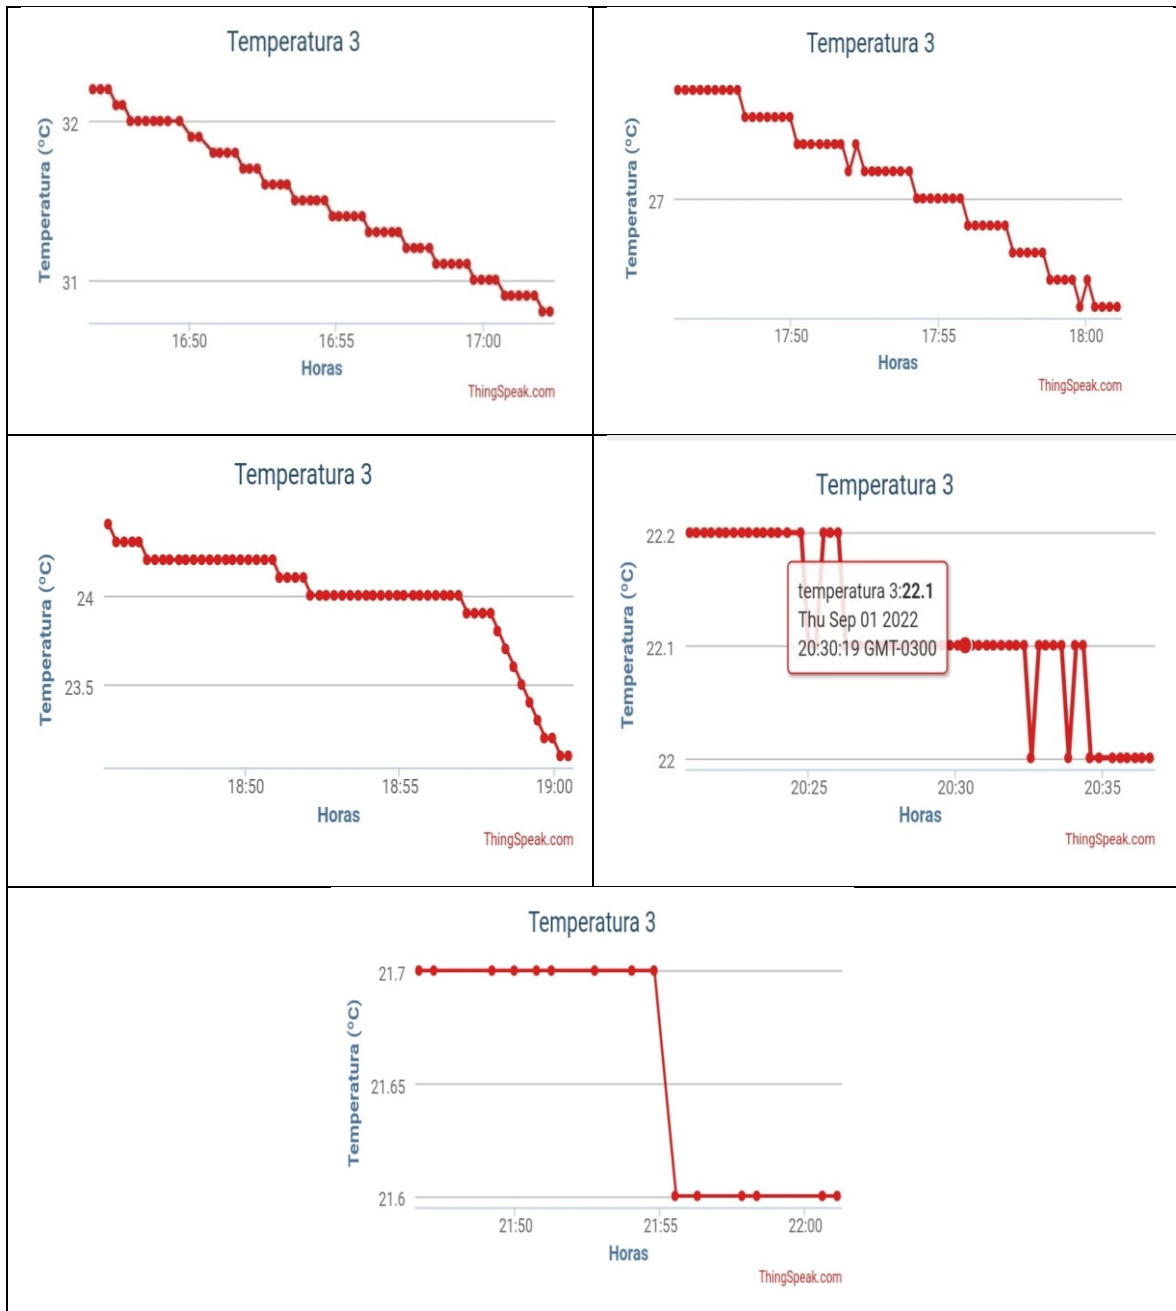 Temperatura 3
Temperatura (°C)
32
31
16:50 16:55 17:00
Horas
ThingSpeak.com
Temperatura 3
Temperatura (°C)
27
17:50 17:55 18:00
Horas
ThingSpeak.com
Temperatura 3
Temperatura (°C)
24
23.5
18:50 18:55 19:00
Horas
ThingSpeak.com
Temperatura 3
Temperatura (°C)
22.2
22.1
22
temperatura 3:22.1
Thu Sep 01 2022
20:30:19 GMT-0300
20:25 20:30 20:35
Horas
ThingSpeak.com
Temperatura 3
Temperatura (°C)
21.7
21.65
21.6
21:50 21:55 22:00
Horas
ThingSpeak.com